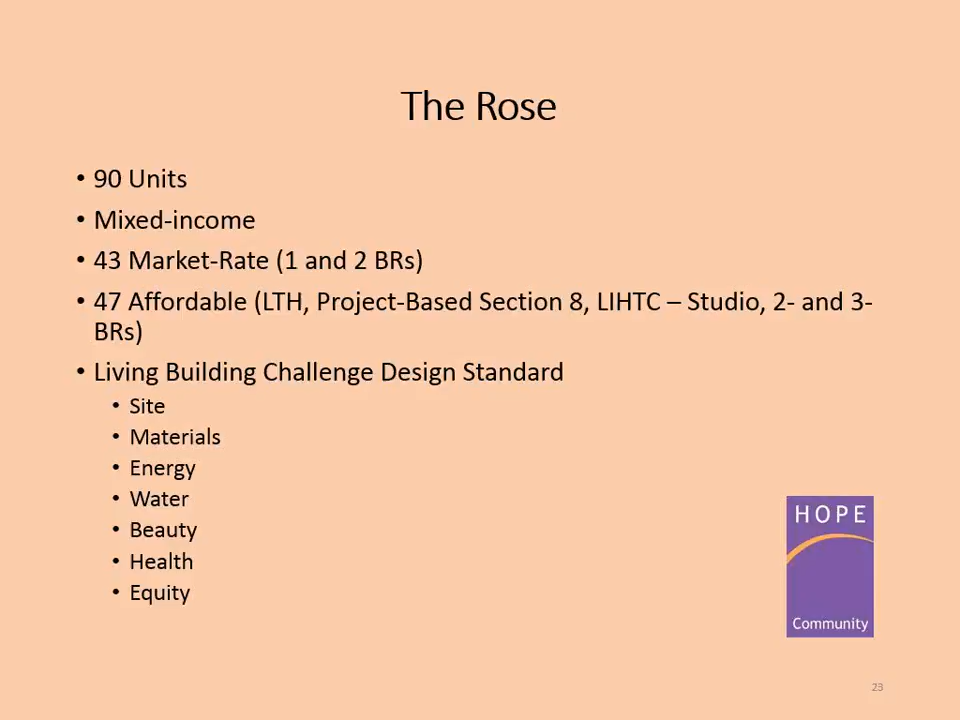 The Rose
• 90 Units
• Mixed-income
• 43 Market-Rate (1 and 2 BRs)
• 47 Affordable (LTH, Project-Based Section 8, LIHTC – Studio, 2- and 3-
BRs)
• Living Building Challenge Design Standard
• Site
• Materials
• Energy
• Water
• Beauty
• Health
• Equity
HOPE
Community
23